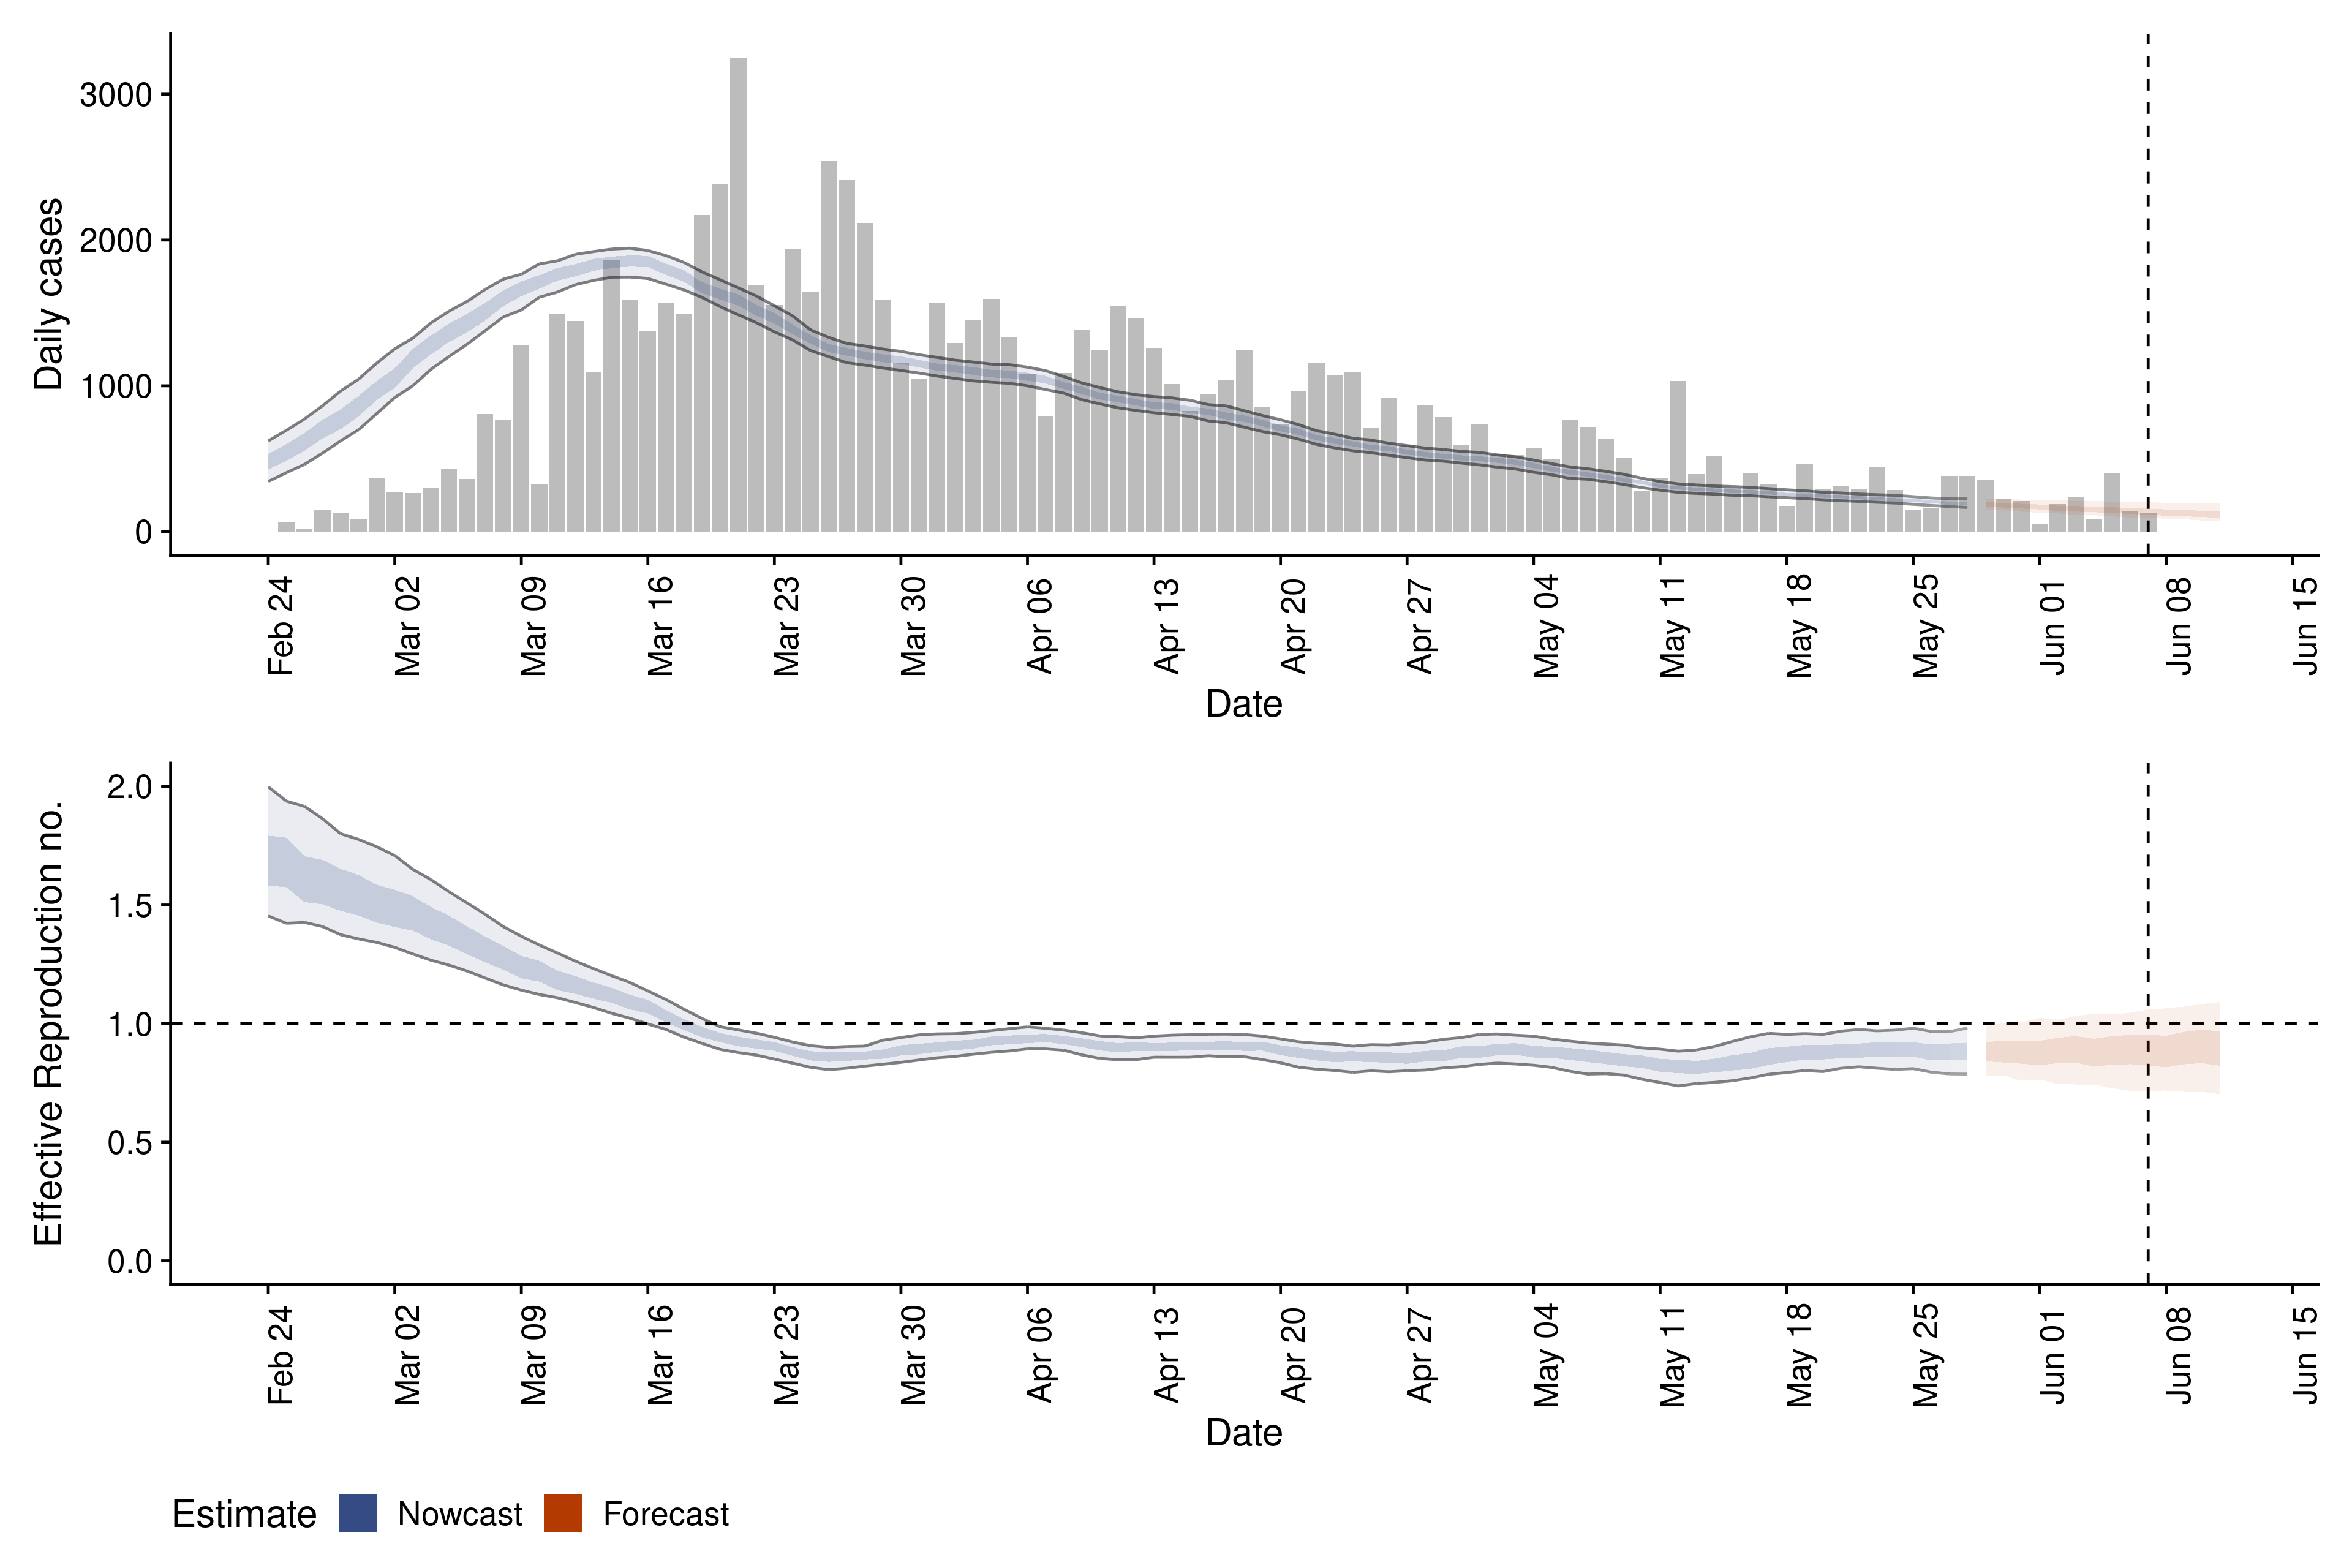 Daily cases
3000
2000
1000
0
Feb 24 Mar 02 Mar 09 Mar 16 Mar 23 Mar 30 Apr 06 Apr 13 Apr 20 Apr 27 May 04 May 11 May 18 May 25 Jun 01 Jun 08 Jun 15
Date
Effective Reproduction no.
2.0
1.5
1.0
0.5
0.0
Feb 24 Mar 02 Mar 09 Mar 16 Mar 23 Mar 30 Apr 06 Apr 13 Apr 20 Apr 27 May 04 May 11 May 18 May 25 Jun 01 Jun 08 Jun 15
Date
Estimate Nowcast Forecast